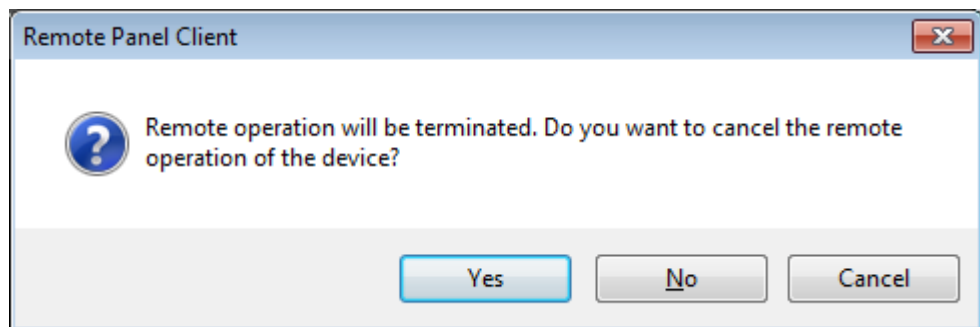 Remote Panel Client
?
Remote operation will be terminated. Do you want to cancel the remote
operation of the device?
Yes
No
Cancel